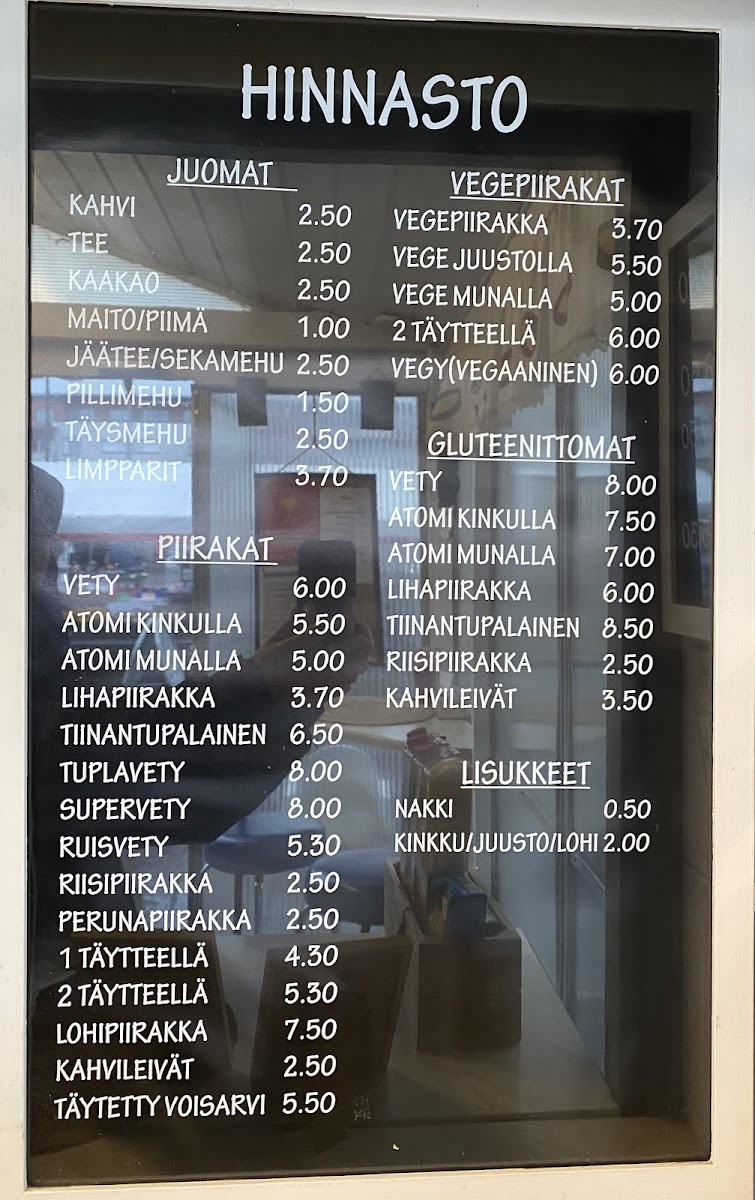 HINNASTO
JUOMAT
KAHVI 2.50
TEE 2.50
KAAKAO 2.50
MAITO/PIIMÄ 1.00
JÄÄTEE/SEKAMEHU 2.50
PILLIMEHU 1.50
TÄYSMEHU 2.50
LIMPPARIT 3.70
PIIRAKAT
VETY 6.00
ATOMI KINKULLA 5.50
ATOMI MUNALLA 5.00
LIHAPIIRAKKA 3.70
TIINANTUPALAINEN 6.50
TUPLAVETY 8.00
SUPERVETY 8.00
RUISVETY 5.30
RIISIPIIRAKKA 2.50
PERUNAPIIRAKKA 2.50
1 TÄYTTEELLÄ 4.30
2 TÄYTTEELLÄ 5.30
LOHIPIIRAKKA 7.50
KAHVILEIVÄT 2.50
TÄYTETTY VOISARVI 5.50
VEGEPIIRAKAT
VEGEPIIRAKKA 3.70
VEGE JUUSTOLLA 5.50
VEGE MUNALLA 5.00
2 TÄYTTEELLÄ 6.00
VEGY(VEGAANINEN) 6.00
GLUTEENITTOMAT
VETY 8.00
ATOMI KINKULLA 7.50
ATOMI MUNALLA 7.00
LIHAPIIRAKKA 6.00
TIINANTUPALAINEN 8.50
RIISIPIIRAKKA 2.50
KAHVILEIVÄT 3.50
LISUKKEET
NAKKI 0.50
KINKKU/JUUSTO/LOHI 2.00